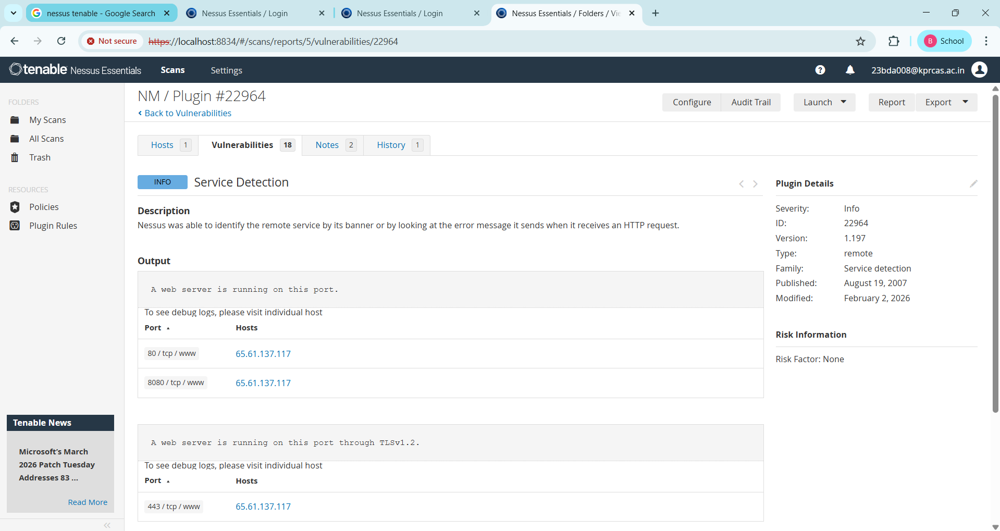 nessus tenable - Google Search
Nessus Essentials / Login
Nessus Essentials / Login
Nessus Essentials / Folders / Vie
Not secure
https://localhost:8834/#/scans/reports/5/vulnerabilities/22964
B School
tenable Nessus Essentials
Scans
Settings
?
23bda008@kprcas.ac.in
FOLDERS
My Scans
All Scans
Trash
RESOURCES
Policies
Plugin Rules
Tenable News
Microsoft’s March
2026 Patch Tuesday
Addresses 83 ...
Read More
NM / Plugin #22964
Back to Vulnerabilities
Configure
Audit Trail
Launch
Report
Export
Hosts 1
Vulnerabilities 18
Notes 2
History 1
INFO
Service Detection
Description
Nessus was able to identify the remote service by its banner or by looking at the error message it sends when it receives an HTTP request.
Output
A web server is running on this port.
To see debug logs, please visit individual host
Port Hosts
80 / tcp / www 65.61.137.117
8080 / tcp / www 65.61.137.117
A web server is running on this port through TLSv1.2.
To see debug logs, please visit individual host
Port Hosts
443 / tcp / www 65.61.137.117
Plugin Details
Severity: Info
ID: 22964
Version: 1.197
Type: remote
Family: Service detection
Published: August 19, 2007
Modified: February 2, 2026
Risk Information
Risk Factor: None